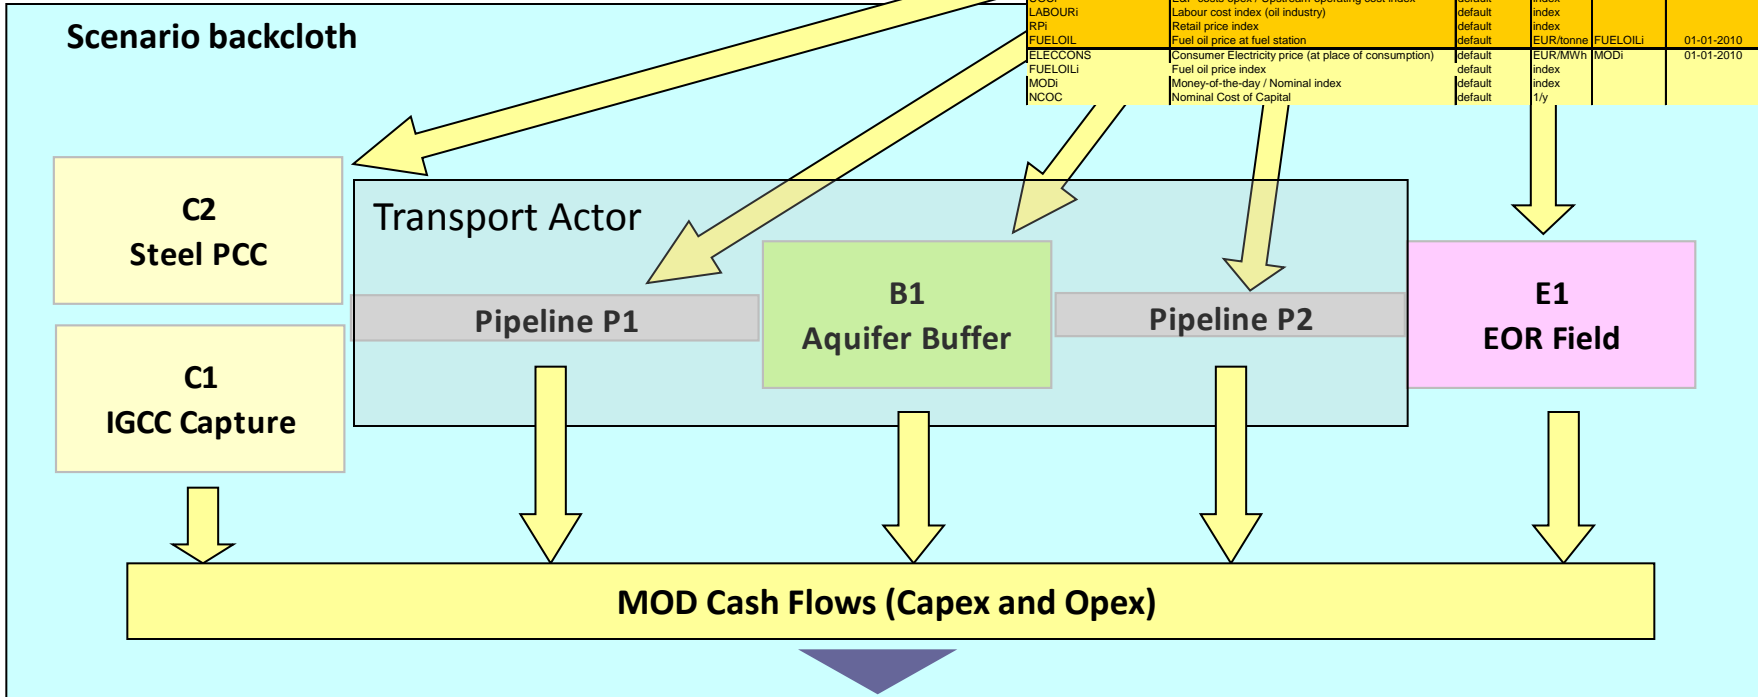 Scenario backcloth
LABOURi Labour cost index (oil industry) default index
RPi Retail price index default index
FUELOIL Fuel oil price at fuel station default EUR/tonne FUELOILi 01-01-2010
ELECCONS Consumer Electricity price (at place of consumption) default EUR/MWh MODi 01-01-2010
FUELOILi Fuel oil price index default index
MODi Money-of-the-day / Nominal index default index
NCOC Nominal Cost of Capital default 1/y
C2
Steel PCC
Transport Actor
Pipeline P1
B1
Aquifer Buffer
Pipeline P2
E1
EOR Field
C1
IGCC Capture
MOD Cash Flows (Capex and Opex)